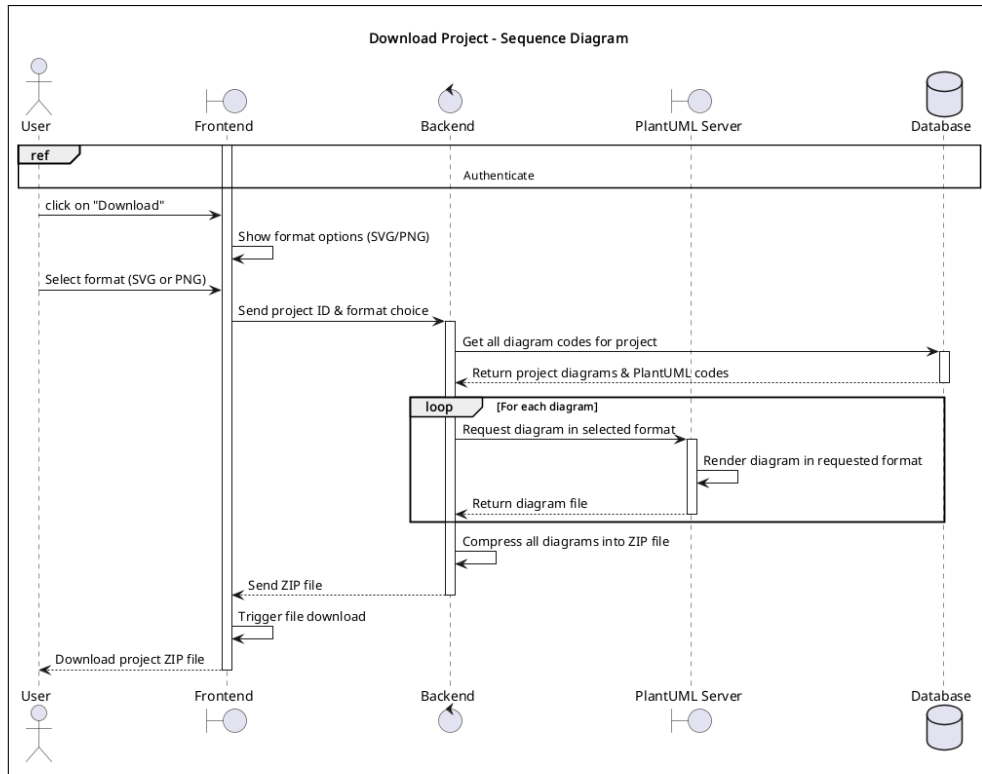 Download Project - Sequence Diagram
User
Frontend
Backend
PlantUML Server
Database
ref
Authenticate
click on "Download"
Show format options (SVG/PNG)
Select format (SVG or PNG)
Send project ID & format choice
Get all diagram codes for project
Return project diagrams & PlantUML codes
loop
[For each diagram]
Request diagram in selected format
Render diagram in requested format
Return diagram file
Compress all diagrams into ZIP file
Send ZIP file
Trigger file download
Download project ZIP file
User
Frontend
Backend
PlantUML Server
Database